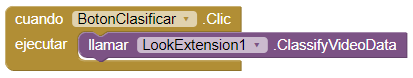 cuando BotonClasificar .Clic
ejecutar llamar LookExtension1 .ClassifyVideoData